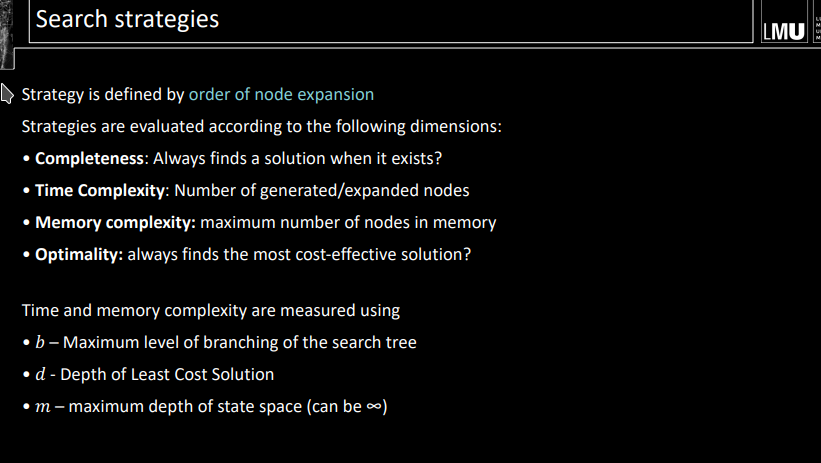 Search strategies
LMU
Strategy is defined by order of node expansion
Strategies are evaluated according to the following dimensions:
• Completeness: Always finds a solution when it exists?
• Time Complexity: Number of generated/expanded nodes
• Memory complexity: maximum number of nodes in memory
• Optimality: always finds the most cost-effective solution?
Time and memory complexity are measured using
• b – Maximum level of branching of the search tree
• d - Depth of Least Cost Solution
• m – maximum depth of state space (can be ∞)